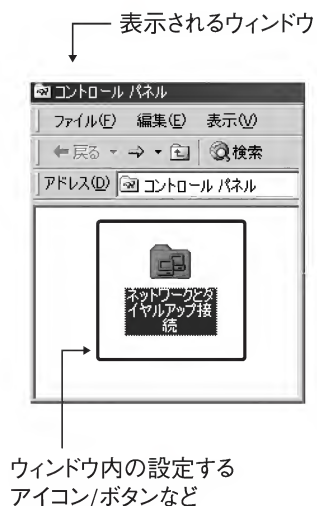 表示されるウィンドウ
コントロール パネル
ファイル(F) 編集(E) 表示(V)
戻る 検索
アドレス(D) コントロール パネル
ネットワークとダ
イヤルアップ接
続
ウィンドウ内の設定する
アイコン/ボタンなど